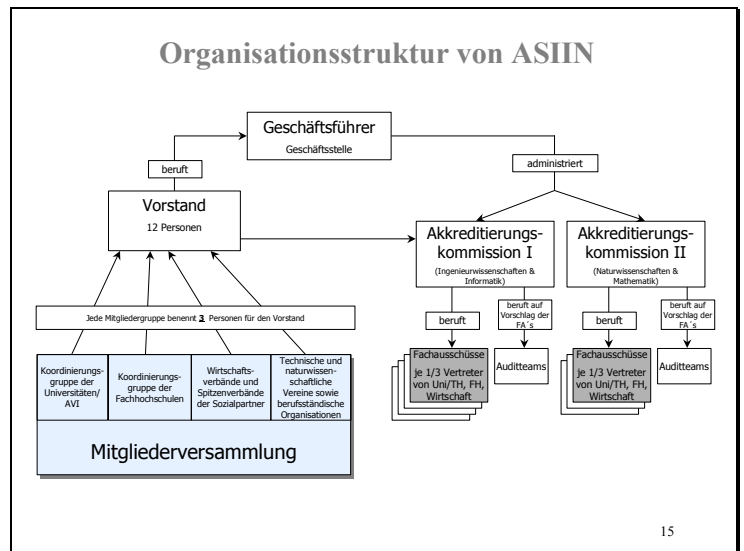 Organisationsstruktur von ASIIN
Geschäftsführer
Geschäftsstelle
beruft
administriert
Vorstand
12 Personen
Akkreditierungs-
kommission I
(Ingenieurwissenschaften &
Informatik)
Akkreditierungs-
kommission II
(Naturwissenschaften &
Mathematik)
Jede Mitgliedergruppe benennt 3 Personen für den Vorstand
beruft
beruft auf
Vorschlag der
FA´s
beruft
beruft auf
Vorschlag der
FA´s
Fachausschüsse
je 1/3 Vertreter
von Uni/TH, FH,
Wirtschaft
Auditteams
Fachausschüsse
je 1/3 Vertreter
von Uni/TH, FH,
Wirtschaft
Auditteams
Koordinierungs-
gruppe der
Universitäten/
AVI
Koordinierungs-
gruppe der
Fachhochschulen
Wirtschafts-
verbände und
Spitzenverbände
der Sozialpartner
Technische und
naturwissen-
schaftliche
Vereine sowie
berufsständische
Organisationen
Mitgliederversammlung
15